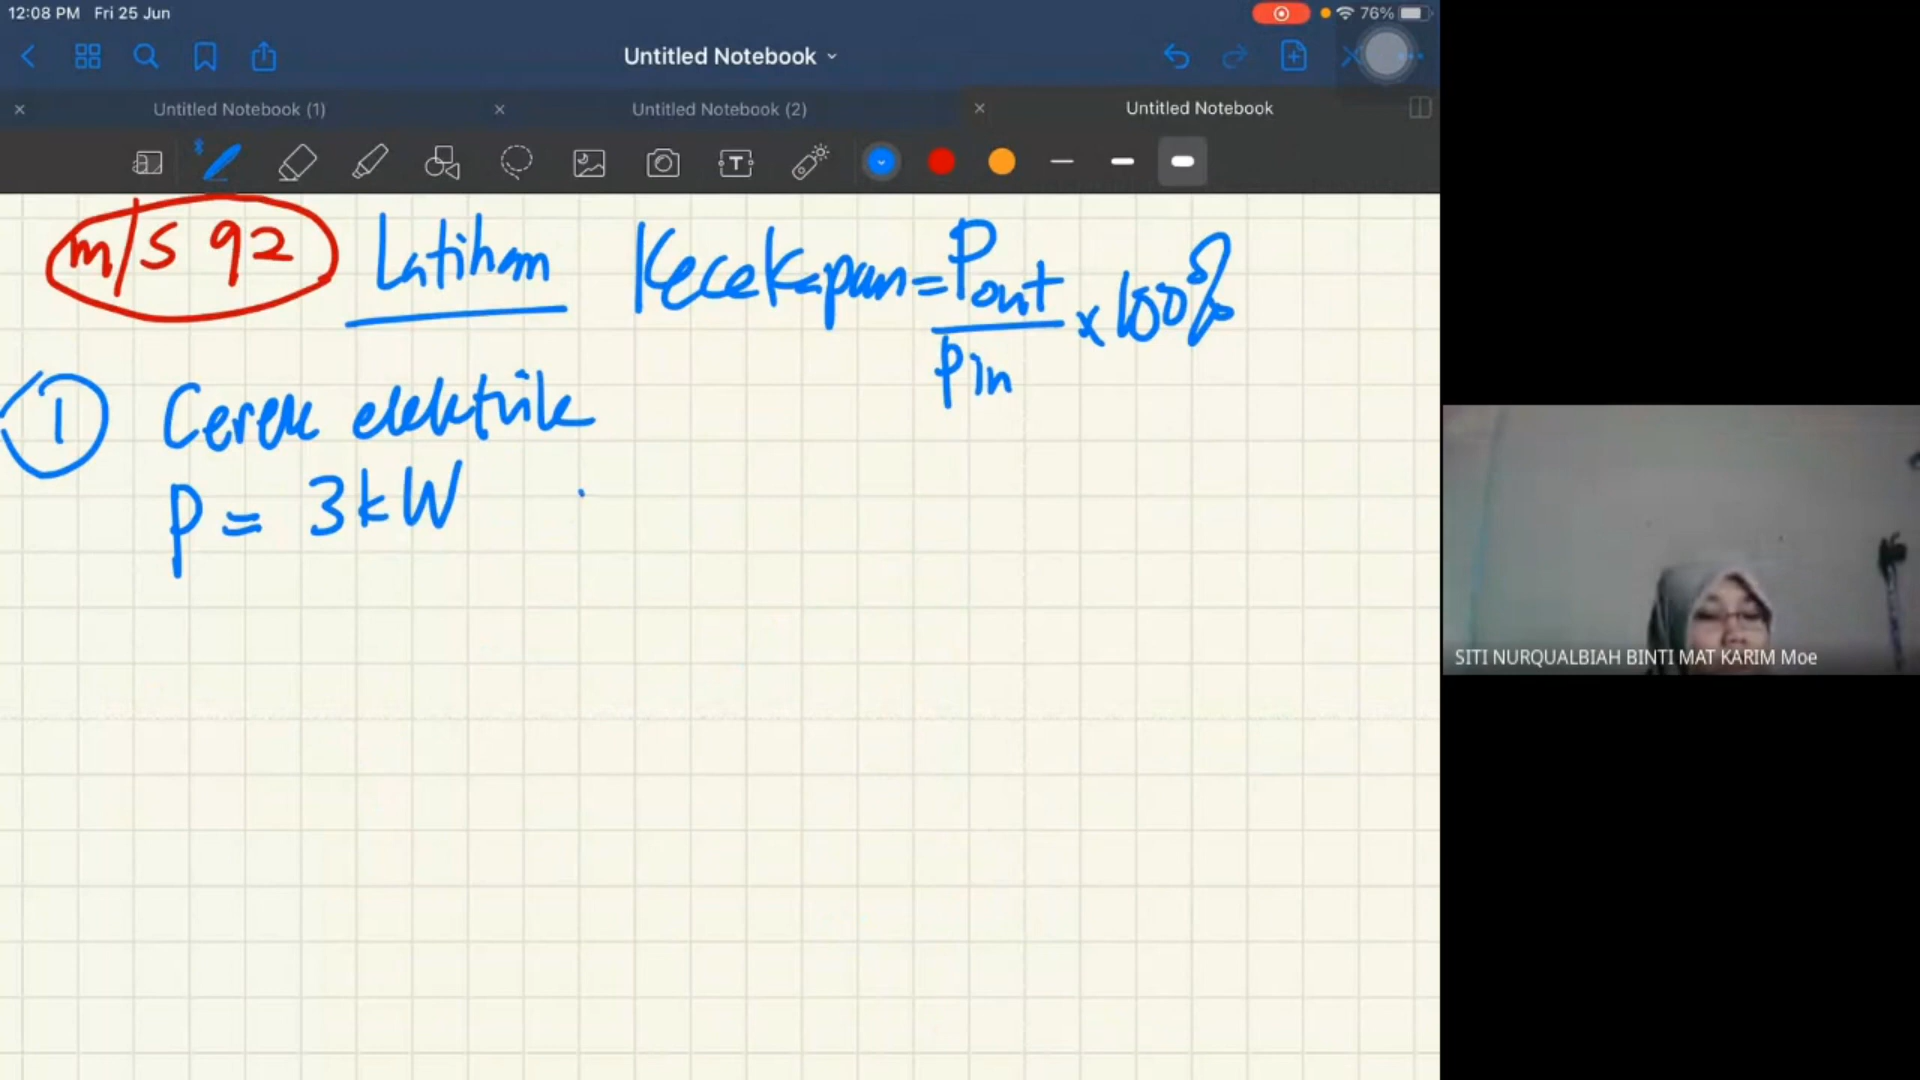 12:08 PM Fri 25 Jun
76%
Untitled Notebook
Untitled Notebook (1)
Untitled Notebook (2)
Untitled Notebook
T
m/s 92
Latihan
Kecekapan = Pout / Pin × 100%
1 Cerek elektrik
P = 3kW
SITI NURQUALBIAH BINTI MAT KARIM Moe